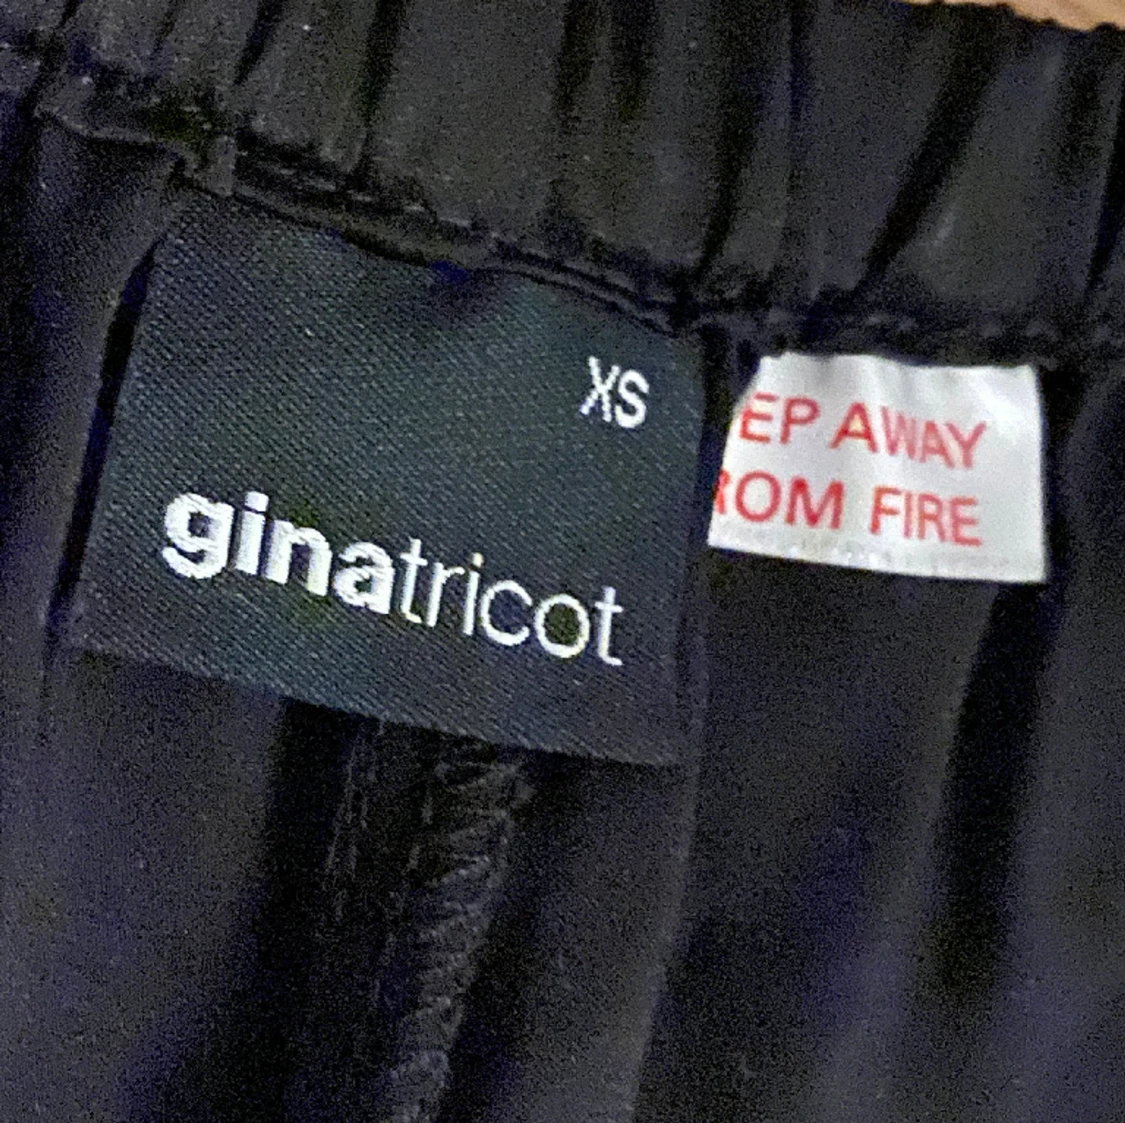 XS
ginatricot
EP AWAY
ROM FIRE